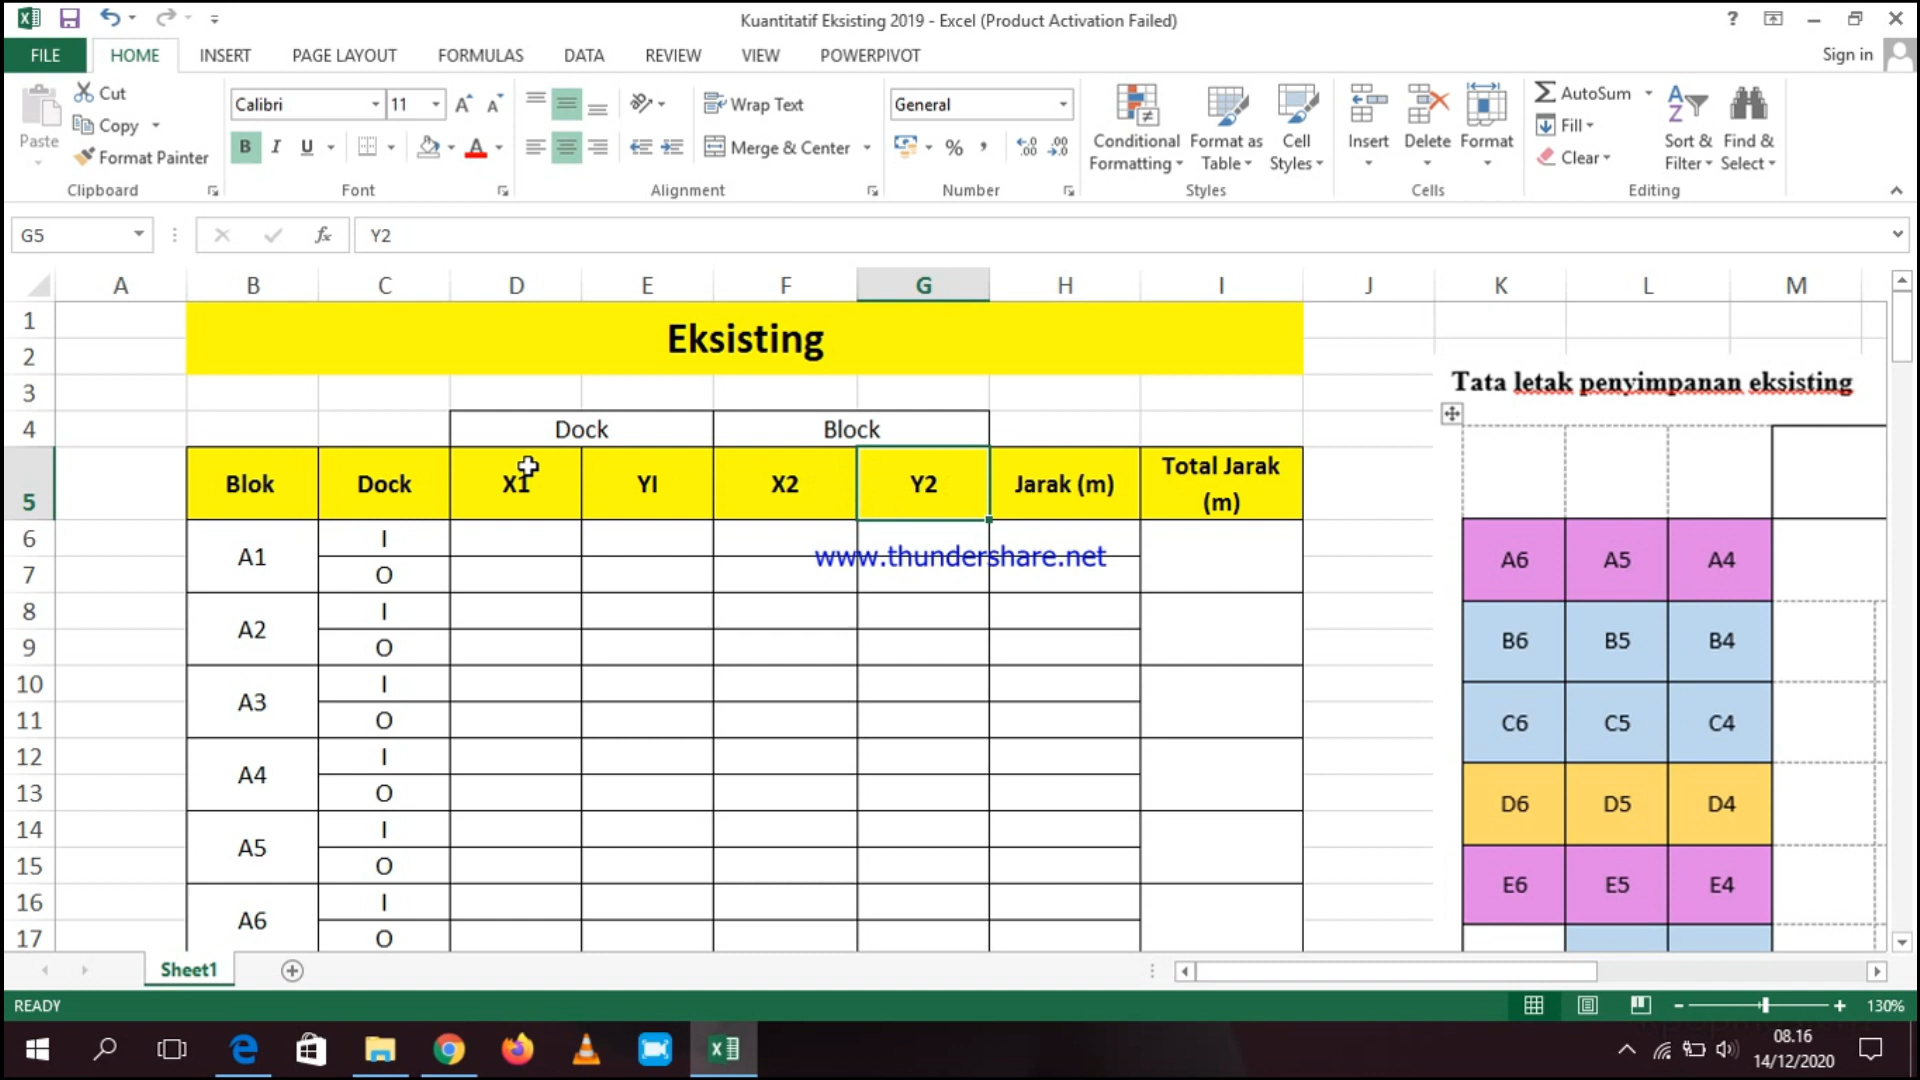 Kuantitatif Eksisting 2019 - Excel (Product Activation Failed)
FILE HOME INSERT PAGE LAYOUT FORMULAS DATA REVIEW VIEW POWERPIVOT
Sign in
Paste
Cut
Copy
Format Painter
Clipboard
Calibri 11
B I U
Font
Wrap Text
Merge & Center
Alignment
General
Number
Conditional Formatting
Format as Table
Cell Styles
Styles
Insert
Delete
Format
Cells
AutoSum
Fill
Clear
Sort & Filter
Find & Select
Editing
G5
fx
Y2
A B C D E F G H I J K L M
1
Eksisting
2
3
Tata letak penyimpanan eksisting
4 Dock Block
5 Blok Dock X1 YI X2 Y2 Jarak (m) Total Jarak (m)
6 A1 I
www.thundershare.net
7 O
8 A2 I
9 O
10 A3 I
11 O
12 A4 I
13 O
14 A5 I
15 O
16 A6 I
17 O
A6 A5 A4
B6 B5 B4
C6 C5 C4
D6 D5 D4
E6 E5 E4
Sheet1
READY
130%
08.16
14/12/2020